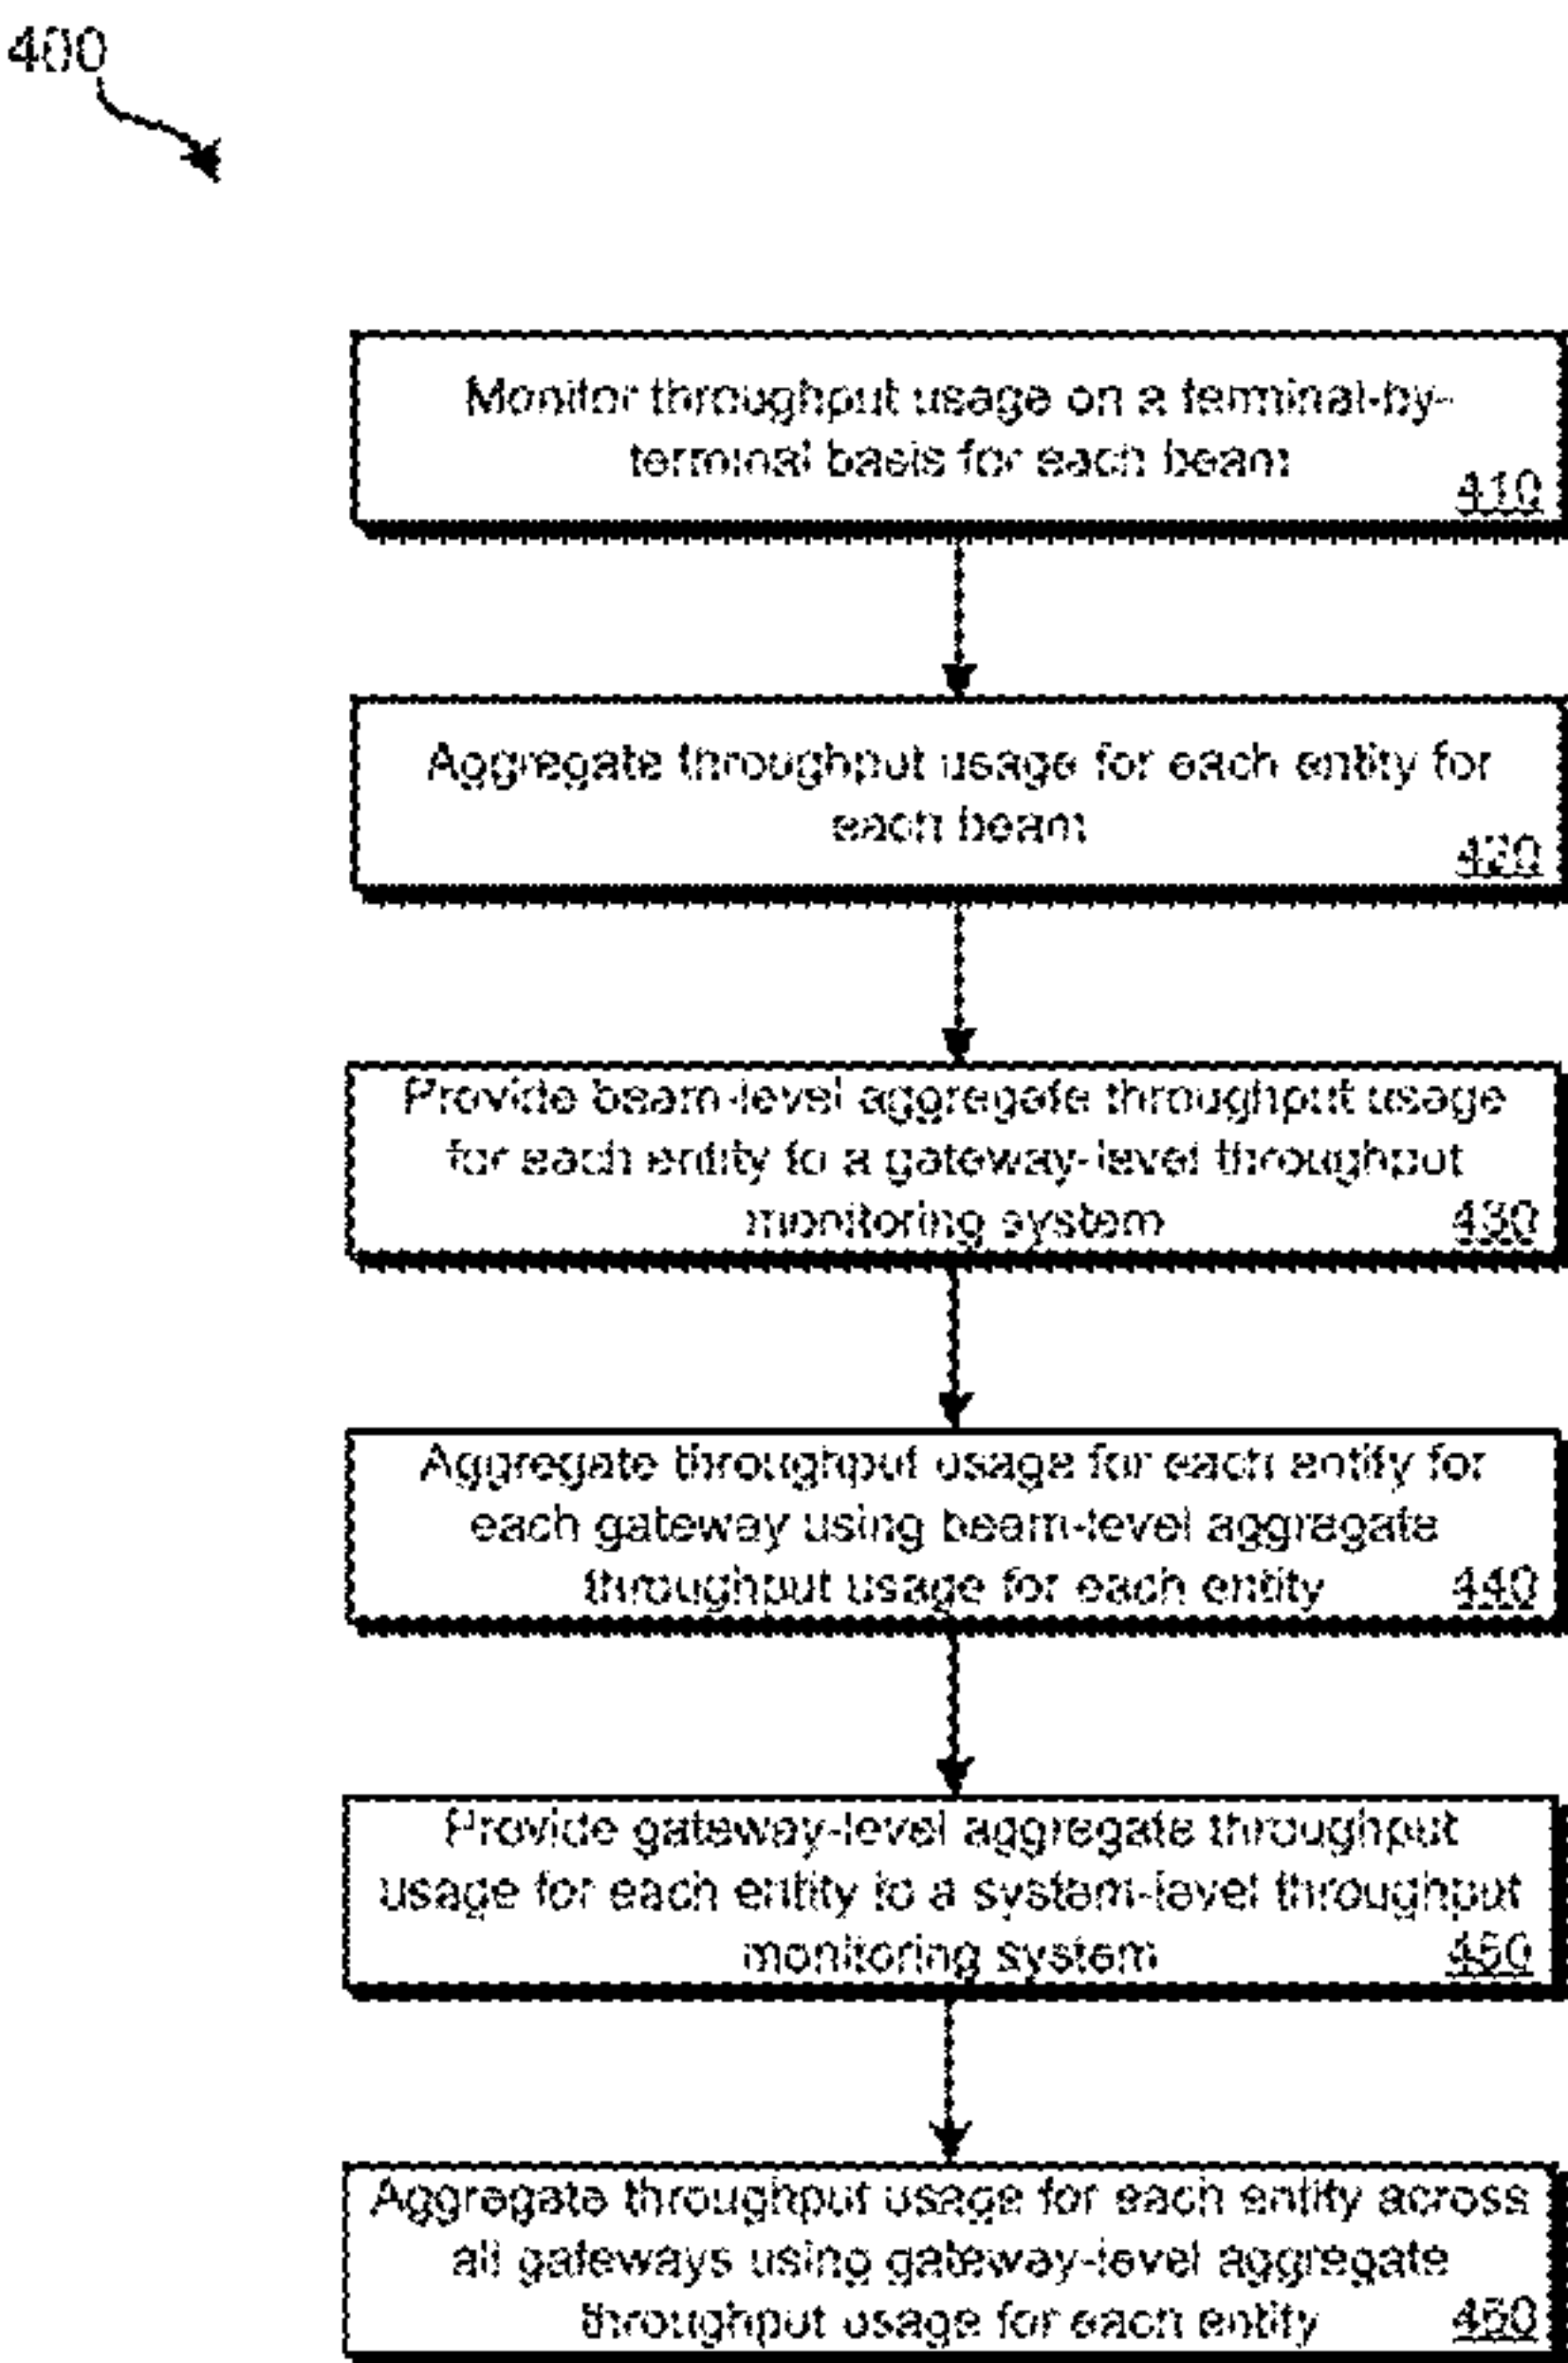 400
Monitor throughput usage on a terminal-by-
terminal basis for each beam
410
Aggregate throughput usage for each entity for
each beam
420
Provide beam-level aggregate throughput usage
for each entity to a gateway-level throughput
monitoring system
430
Aggregate throughput usage for each entity for
each gateway using beam-level aggregate
throughput usage for each entity
440
Provide gateway-level aggregate throughput
usage for each entity to a system-level throughput
monitoring system
450
Aggregate throughput usage for each entity across
all gateways using gateway-level aggregate
throughput usage for each entity
460